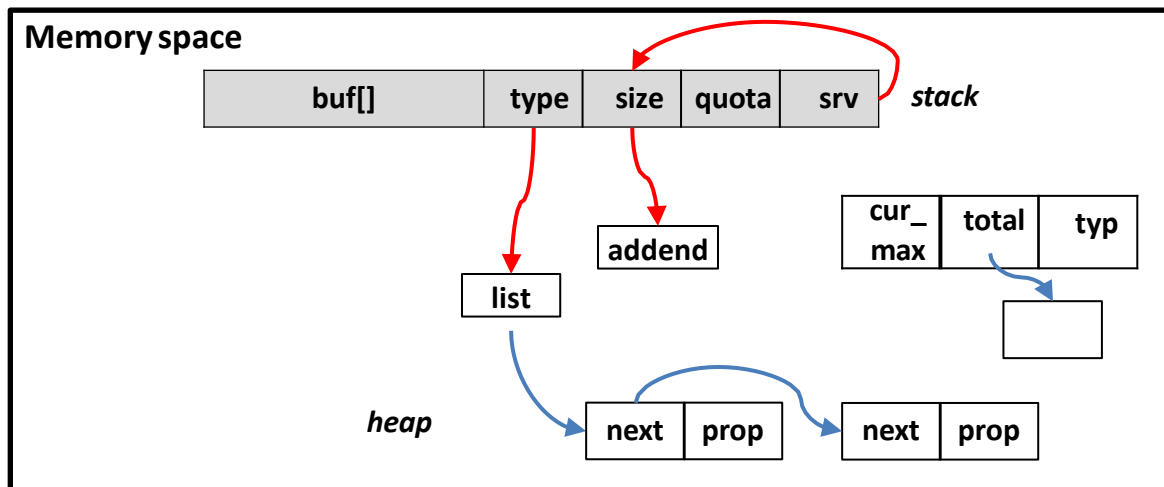 Memory space
buf[] type size quota srv stack
cur_
max total typ
addend
list
heap
next prop next prop